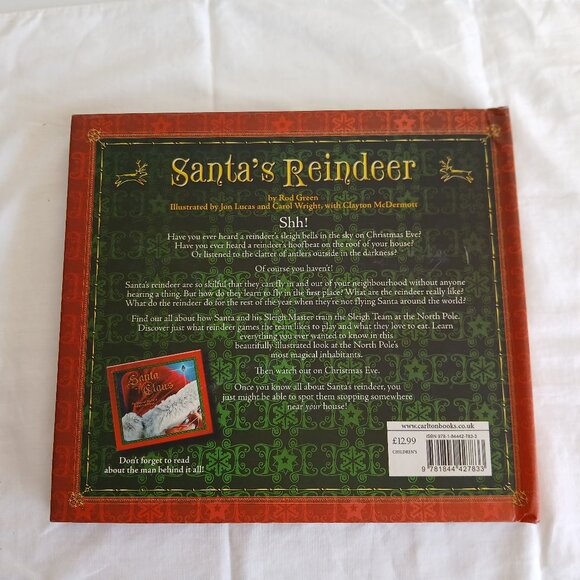 Santa's Reindeer
by Rod Green
Illustrated by Jon Lucas and Carol Wright, with Clayton McDermott
Shh!
Have you ever heard a reindeer's sleigh bells in the sky on Christmas Eve?
Have you ever heard a reindeer's hoofbeat on the roof of your house?
Or listened to the clatter of antlers outside in the darkness?
Of course you haven't!
Santa's reindeer are so skilful that they can fly in and out of your neighbourhood without anyone
hearing a thing. But how do they learn to fly in the first place? What are the reindeer really like?
What do the reindeer do for the rest of the year when they're not flying Santa around the world?
Find our all about how Santa and his Sleigh Master train the Sleigh Team at the North Pole.
Discover just what reindeer games the team likes to play and what they love to eat. Learn
everything you ever wanted to know in this
beautifully illustrated look at the North Pole's
most magical inhabitants.
Then watch out on Christmas Eve.
Once you know all about Santa's reindeer, you
just might be able to spot them stopping somewhere
near your house!
Santa
Claus
Don't forget to read
about the man behind it all!
www.carltonbooks.co.uk
£12.99
CHILDREN'S
ISBN 978-1-84442-783-3
9 781844 427833